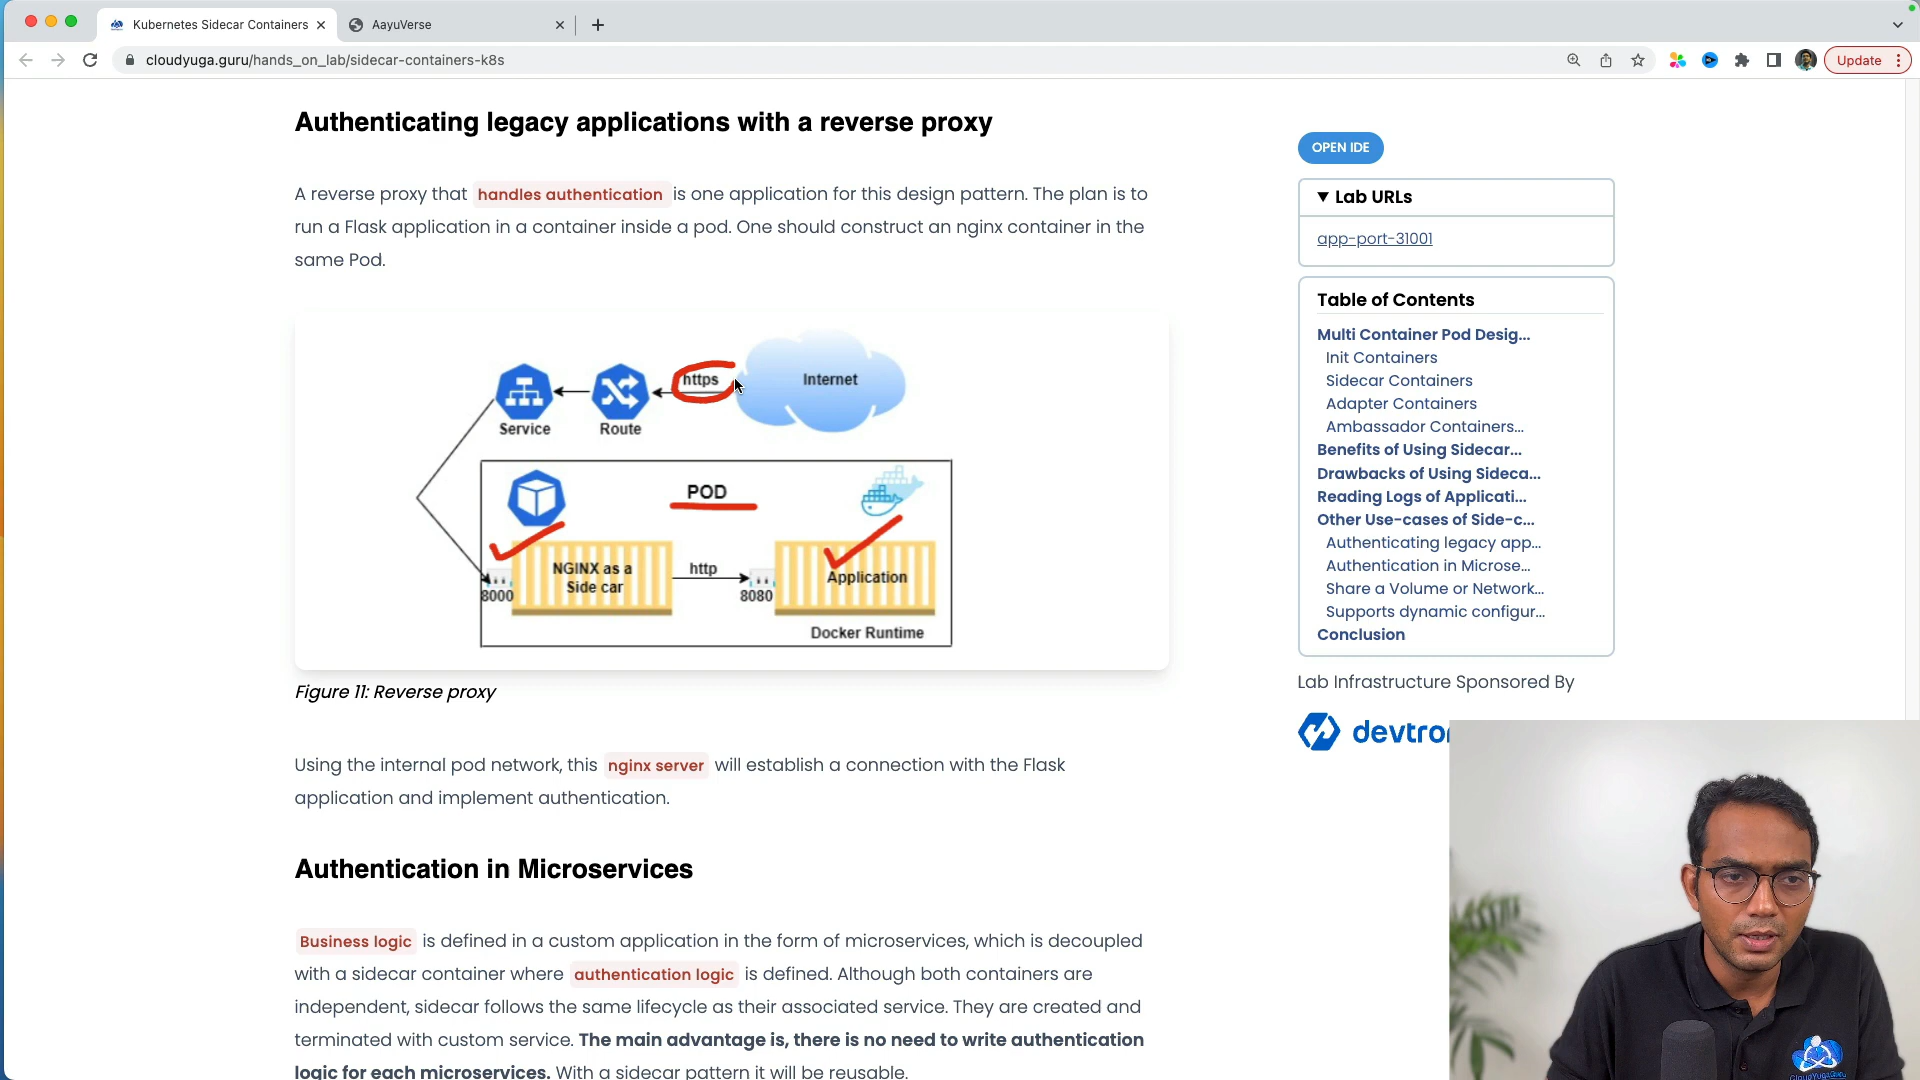 Kubernetes Sidecar Containers
AayuVerse
cloudyuga.guru/hands_on_lab/sidecar-containers-k8s
Update
Authenticating legacy applications with a reverse proxy
A reverse proxy that handles authentication is one application for this design pattern. The plan is to
run a Flask application in a container inside a pod. One should construct an nginx container in the
same Pod.
https
Internet
Service
Route
POD
NGINX as a
Side car
http
Application
8000
8080
Docker Runtime
Figure 11: Reverse proxy
Using the internal pod network, this nginx server will establish a connection with the Flask
application and implement authentication.
Authentication in Microservices
Business logic is defined in a custom application in the form of microservices, which is decoupled
with a sidecar container where authentication logic is defined. Although both containers are
independent, sidecar follows the same lifecycle as their associated service. They are created and
terminated with custom service. The main advantage is, there is no need to write authentication
logic for each microservices. With a sidecar pattern it will be reusable.
OPEN IDE
▼ Lab URLs
app-port-31001
Table of Contents
Multi Container Pod Desig...
Init Containers
Sidecar Containers
Adapter Containers
Ambassador Containers...
Benefits of Using Sidecar...
Drawbacks of Using Sideca...
Reading Logs of Applicati...
Other Use-cases of Side-c...
Authenticating legacy app...
Authentication in Microse...
Share a Volume or Network...
Supports dynamic configur...
Conclusion
Lab Infrastructure Sponsored By
devtron
CloudYugaGuru